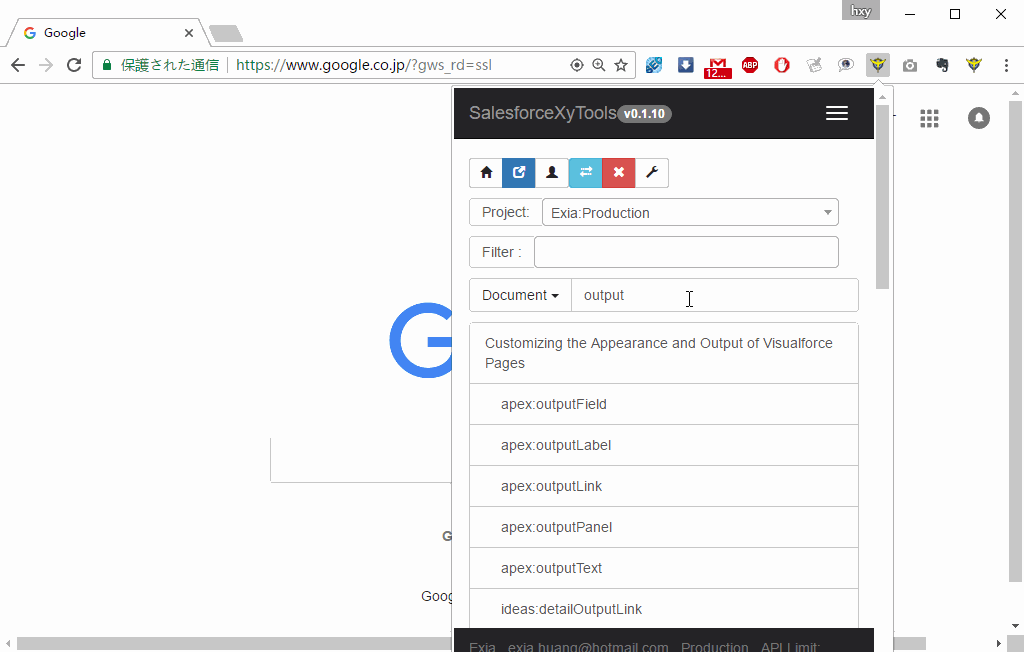 hxy
Google
保護された通信 https://www.google.co.jp/?gws_rd=ssl
12...
ABP
SalesforceXyTools v0.1.10
Project: Exia:Production
Filter :
Document output
Customizing the Appearance and Output of Visualforce
Pages
apex:outputField
apex:outputLabel
apex:outputLink
apex:outputPanel
apex:outputText
ideas:detailOutputLink
G
G
Goog
Exia exia.huang@hotmail.com Production API Limit: